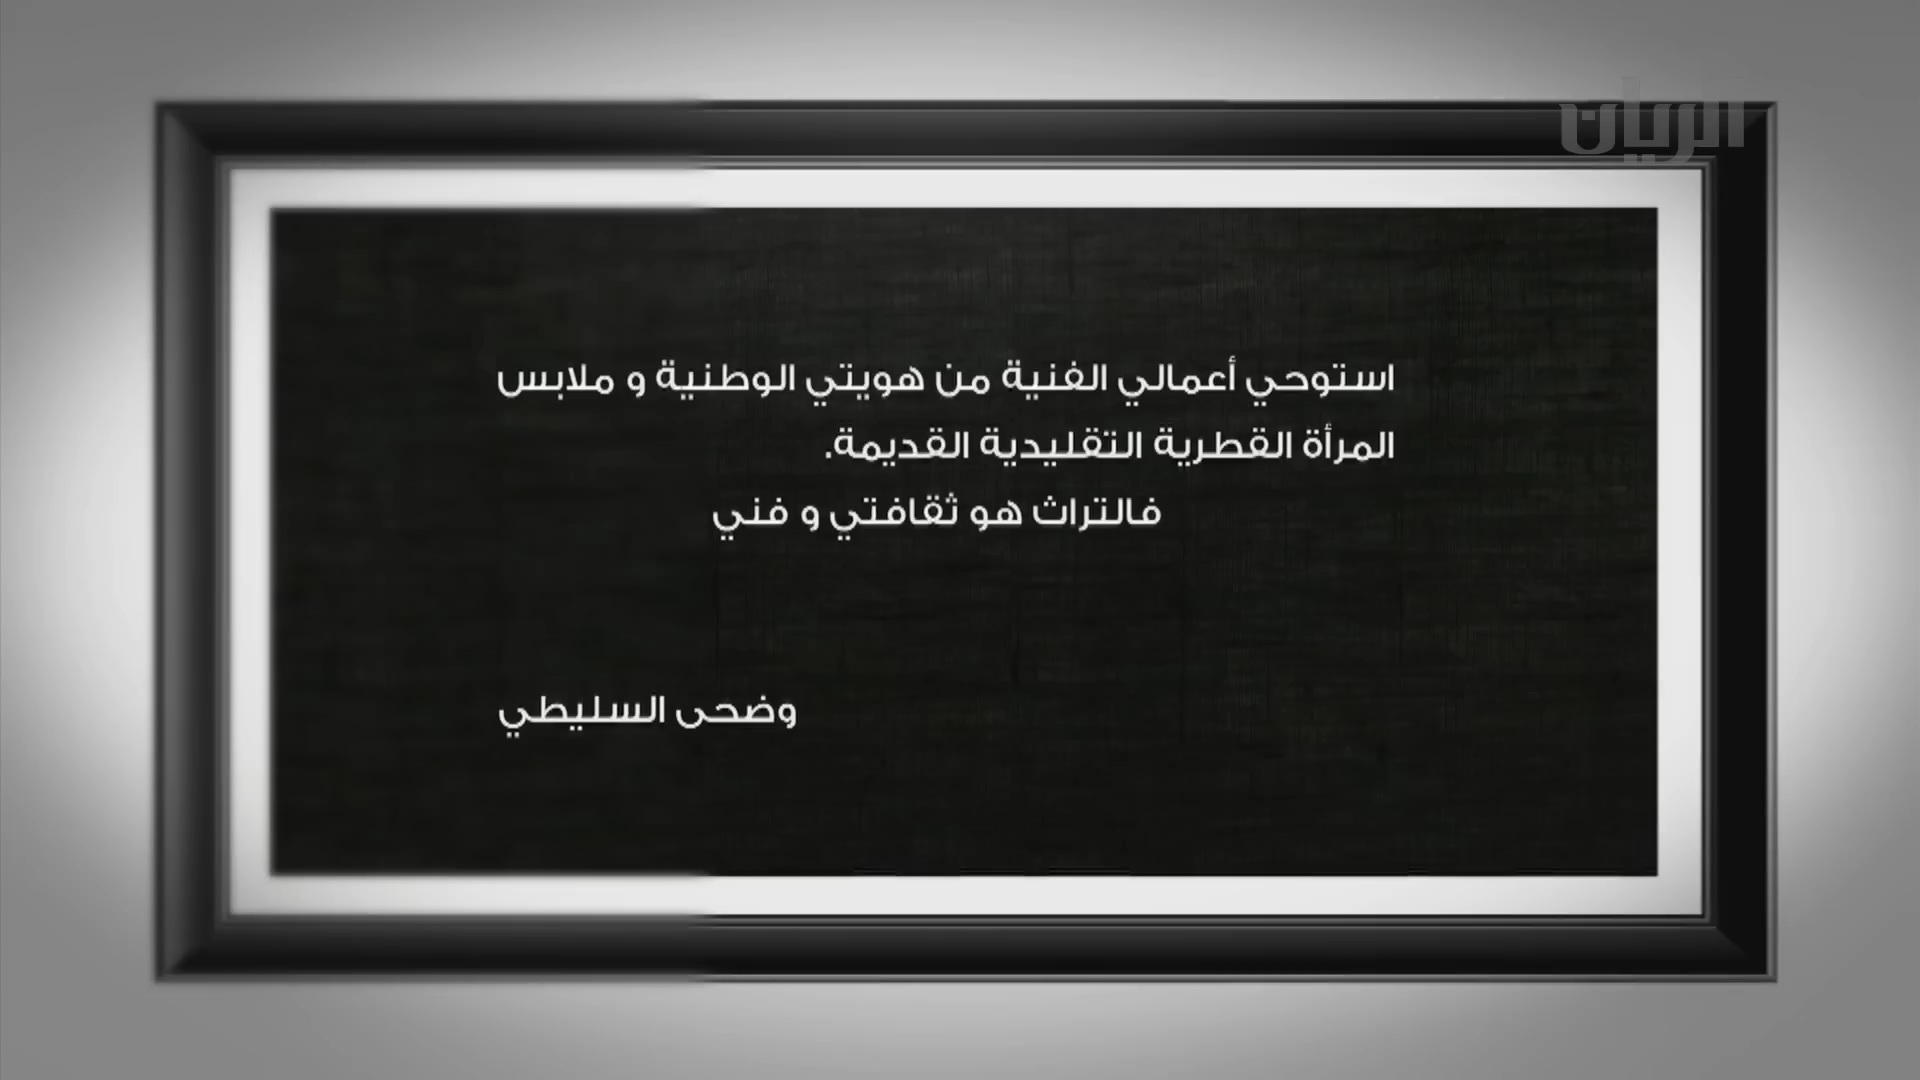 الريان
استوحي أعمالي الفنية من هويتي الوطنية و ملابس
المرأة القطرية التقليدية القديمة.
فالتراث هو ثقافتي و فني
وضحى السليطي